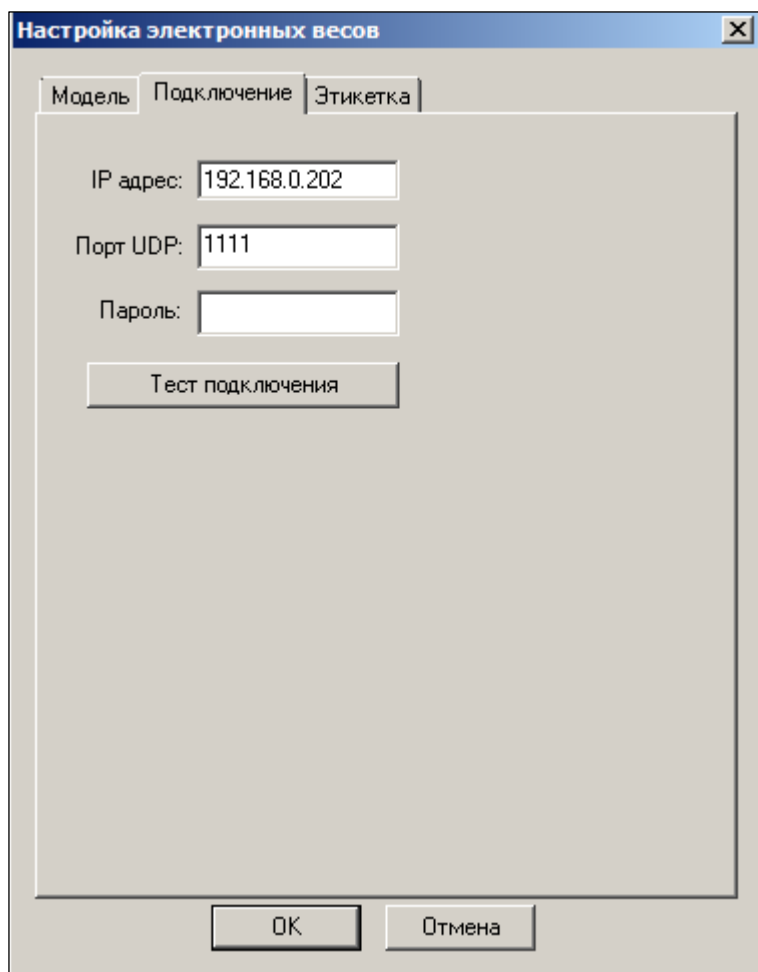 Настройка электронных весов
Модель Подключение Этикетка
IP адрес: 192.168.0.202
Порт UDP: 1111
Пароль:
Тест подключения
OK Отмена